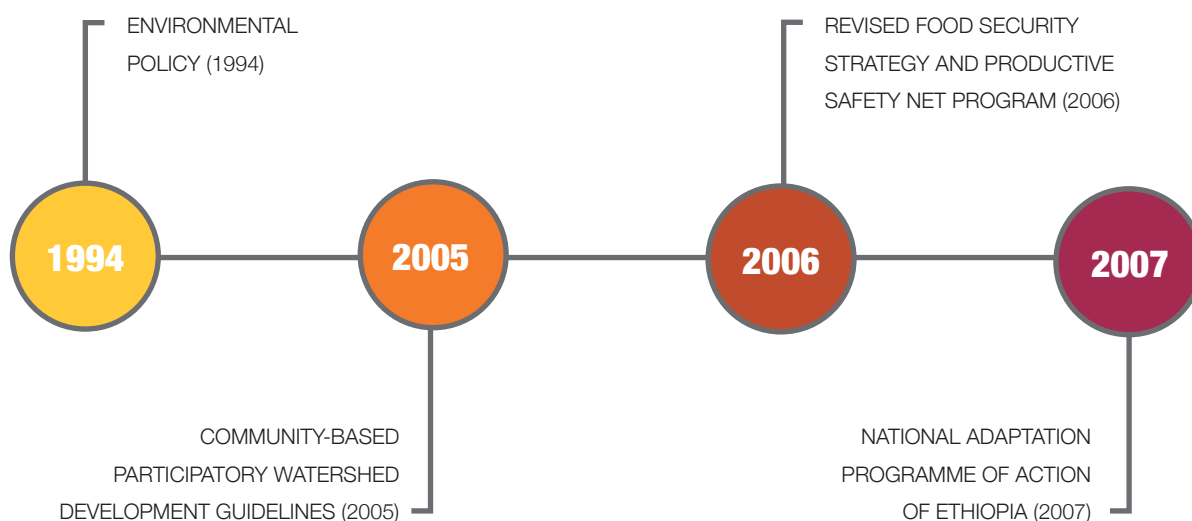 ENVIRONMENTAL
POLICY (1994)
REVISED FOOD SECURITY
STRATEGY AND PRODUCTIVE
SAFETY NET PROGRAM (2006)
1994
2005
2006
2007
COMMUNITY-BASED
PARTICIPATORY WATERSHED
DEVELOPMENT GUIDELINES (2005)
NATIONAL ADAPTATION
PROGRAMME OF ACTION
OF ETHIOPIA (2007)